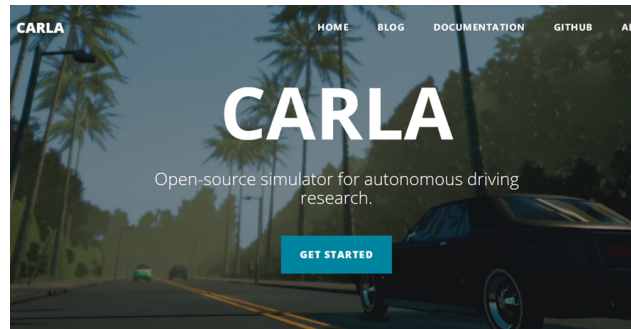 CARLA HOME BLOG DOCUMENTATION GITHUB
CARLA
Open-source simulator for autonomous driving
research.
GET STARTED